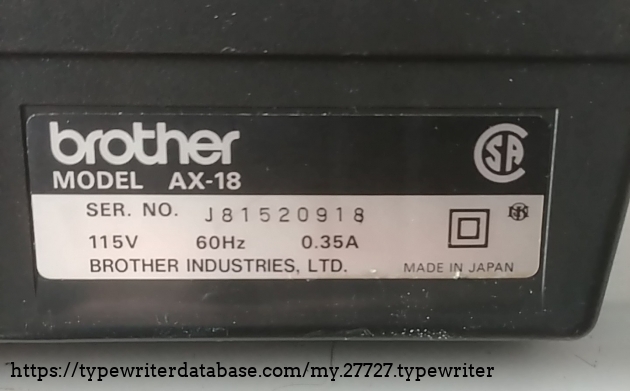 brother
MODEL AX-18
SER. NO. J81520918
115V 60Hz 0.35A
BROTHER INDUSTRIES, LTD. MADE IN JAPAN
https://typewriterdatabase.com/my.27727.typewriter